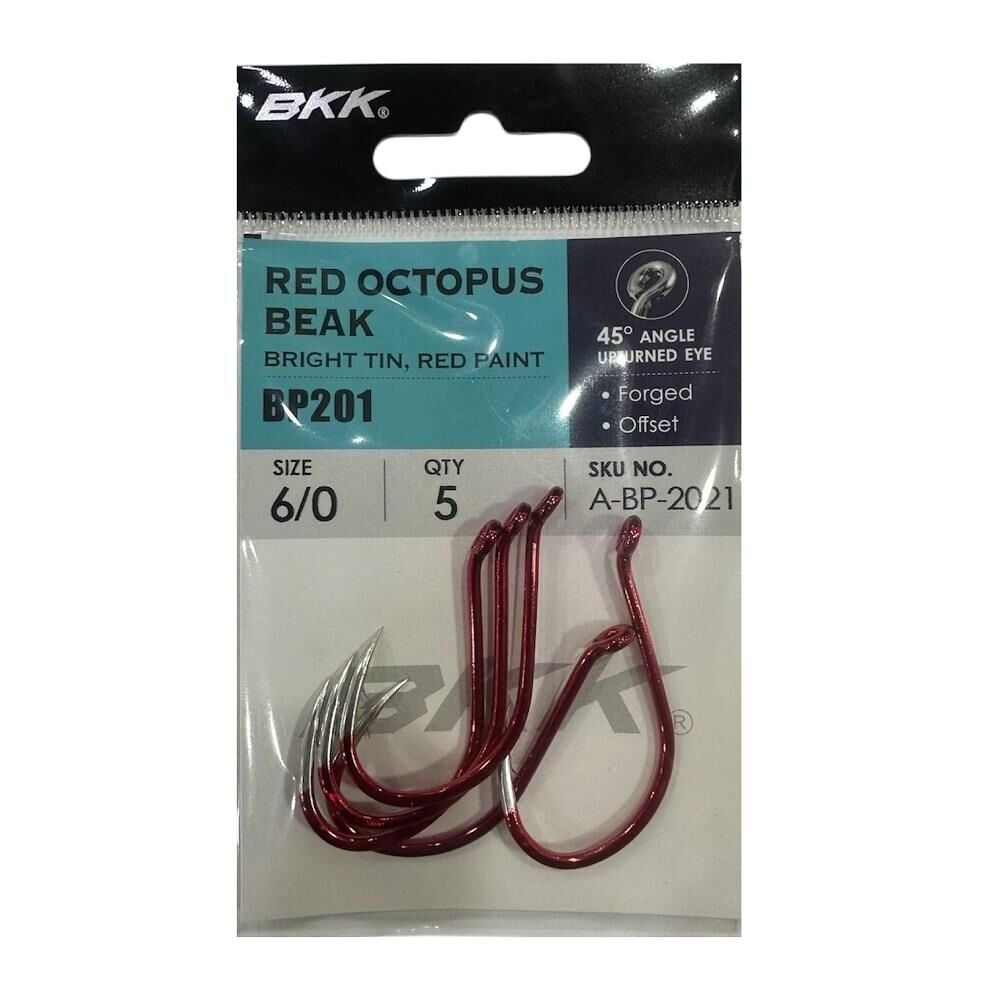 BKK®
RED OCTOPUS
BEAK
BRIGHT TIN, RED PAINT
BP201
45° ANGLE
UPTURNED EYE
• Forged
• Offset
SIZE
6/0
QTY
5
SKU NO.
A-BP-2021
BKK®